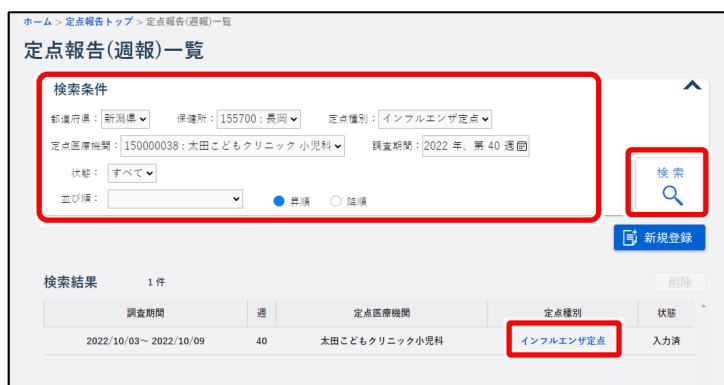 ホーム > 定点報告トップ > 定点報告(週報)一覧
定点報告(週報)一覧
検索条件
都道府県：新潟県 保健所：155700：長岡 定点種別：インフルエンザ定点
定点医療機関：150000038：太田こどもクリニック 小児科 調査期間：2022 年、第 40 週
状態：すべて
並び順： 昇順 降順
検索
新規登録
検索結果 1件
削除
調査期間 週 定点医療機関 定点種別 状態
2022/10/03～2022/10/09 40 太田こどもクリニック小児科 インフルエンザ定点 入力済